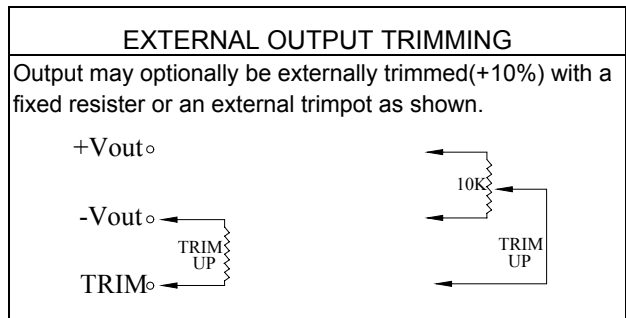 EXTERNAL OUTPUT TRIMMING
Output may optionally be externally trimmed(+10%) with a
fixed resister or an external trimpot as shown.
+Vout
10K
-Vout
TRIM
UP
TRIM
UP
TRIM